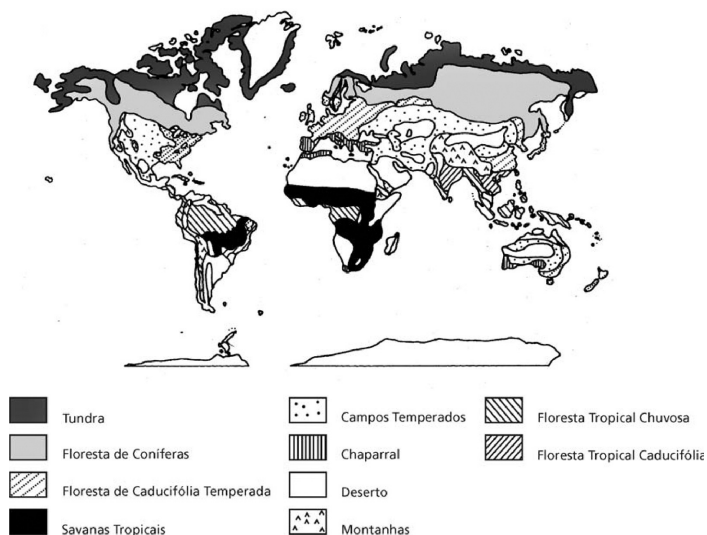 Tundra
Floresta de Coníferas
Floresta de Caducifólia Temperada
Savanas Tropicais
Campos Temperados
Chaparral
Deserto
Montanhas
Floresta Tropical Chuvosa
Floresta Tropical Caducifólia